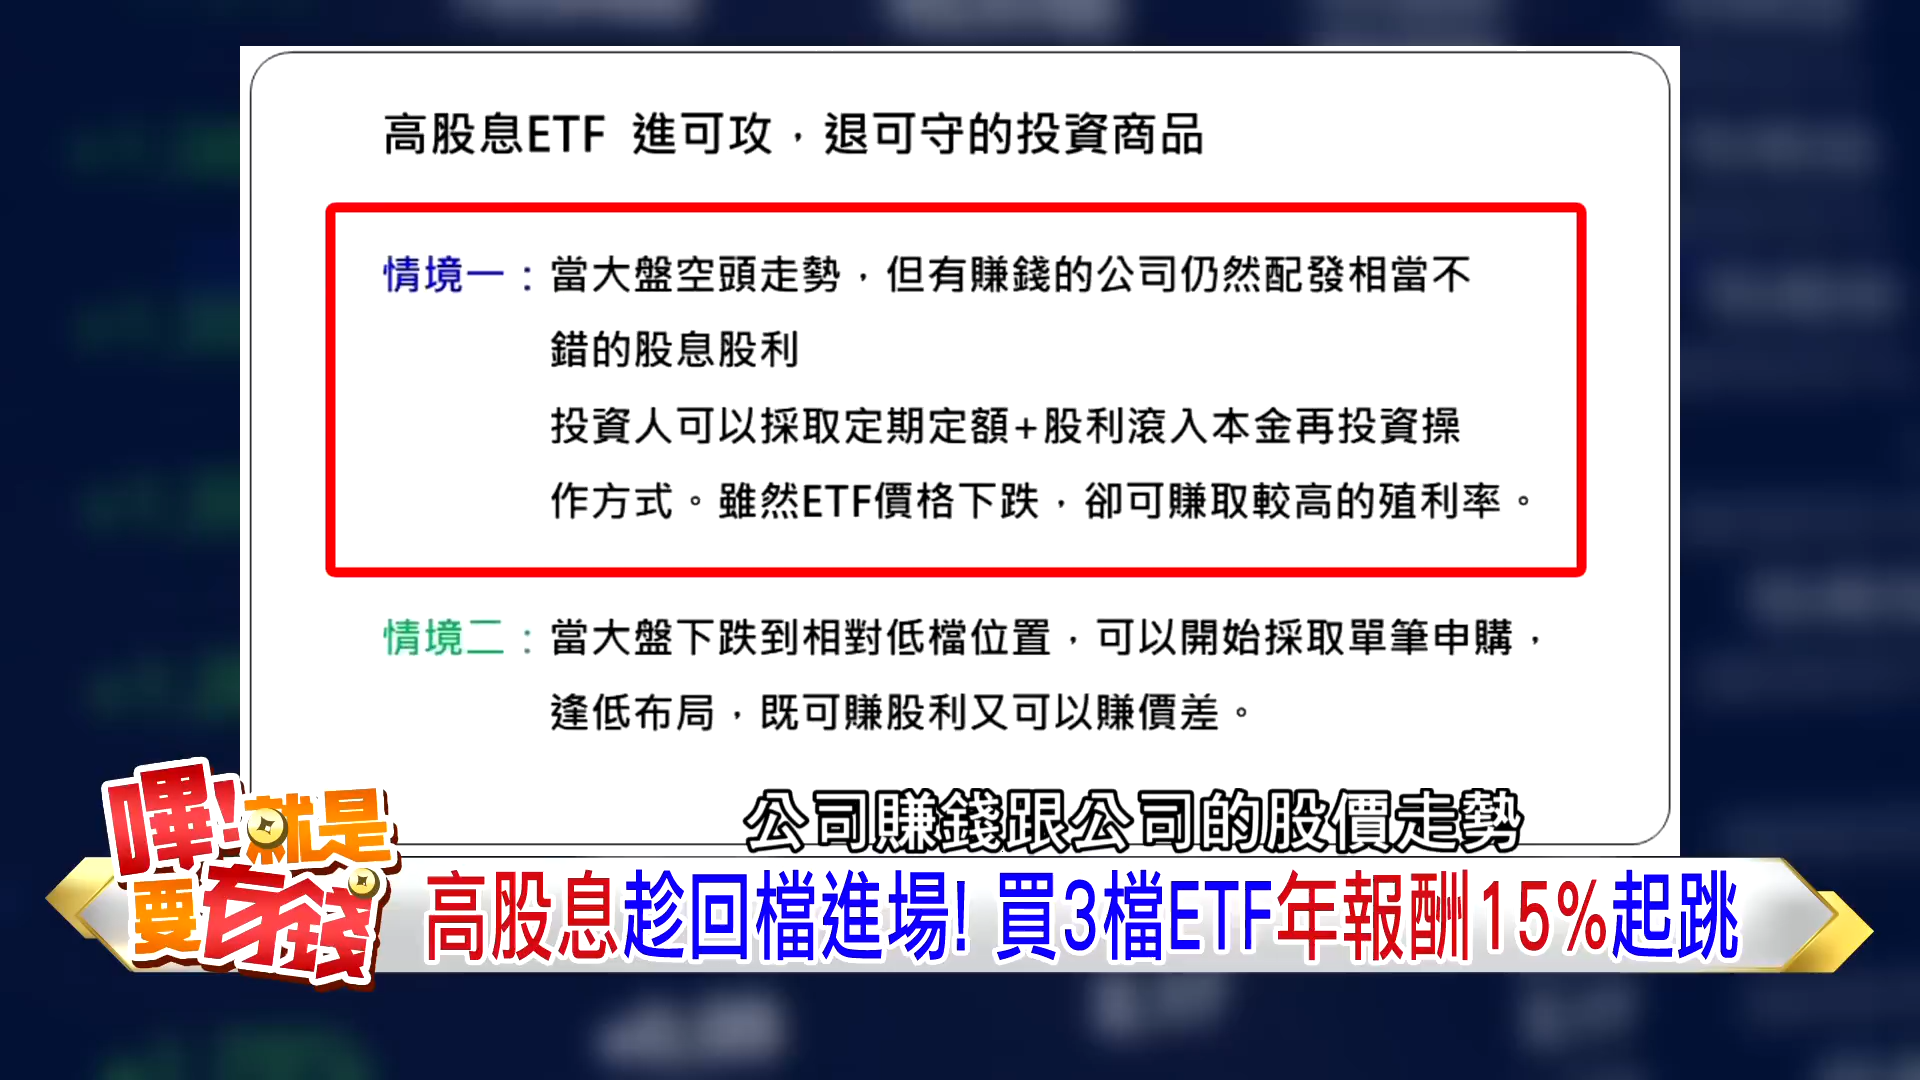 高股息ETF 進可攻，退可守的投資商品
情境一：當大盤空頭走勢，但有賺錢的公司仍然配發相當不
錯的股息股利
投資人可以採取定期定額+股利滾入本金再投資操
作方式。雖然ETF價格下跌，卻可賺取較高的殖利率。
情境二：當大盤下跌到相對低檔位置，可以開始採取單筆申購，
逢低布局，既可賺股利又可以賺價差。
公司賺錢跟公司的股價走勢
嗶!就是
要有錢
高股息趁回檔進場! 買3檔ETF年報酬15%起跳